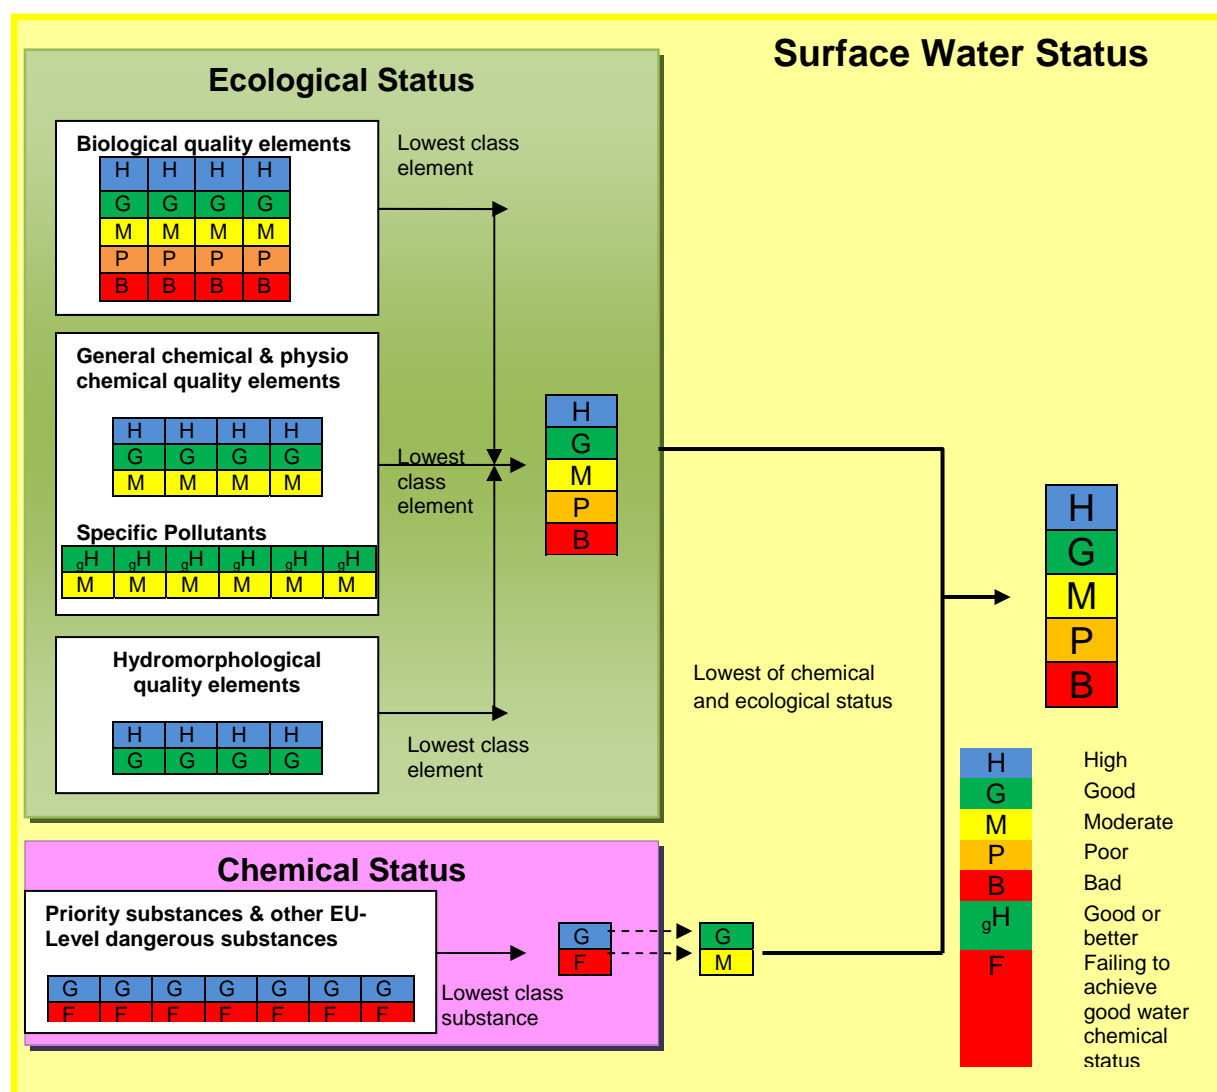 Surface Water Status
Ecological Status
Biological quality elements
H H H H
G G G G
M M M M
P P P P
B B B B
Lowest class
element
General chemical & physio
chemical quality elements
H H H H
G G G G
M M M M
Lowest
class
element
Specific Pollutants
gH gH gH gH gH gH
M M M M M M
Hydromorphological
quality elements
H H H H
G G G G
Lowest class
element
H
G
M
P
B
Lowest of chemical
and ecological status
H
G
M
P
B
Chemical Status
Priority substances & other EU-
Level dangerous substances
G G G G G G G
F F F F F F F
Lowest class
substance
G
F
G
M
H High
G Good
M Moderate
P Poor
B Bad
gH Good or
better
F Failing to
achieve
good water
chemical
status